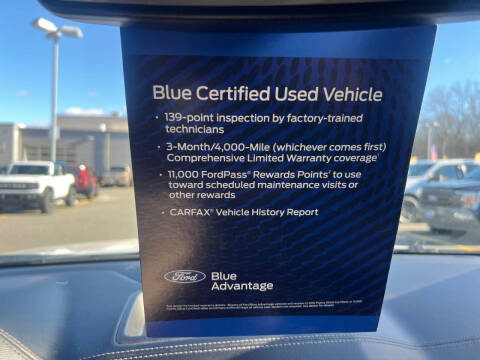 Blue Certified Used Vehicle
• 139-point inspection by factory-trained
technicians
• 3-Month/4,000-Mile (whichever comes first)
Comprehensive Limited Warranty coverage
• 11,000 FordPass® Rewards Points to use
toward scheduled maintenance visits or
other rewards
• CARFAX® Vehicle History Report
Ford
Blue
Advantage